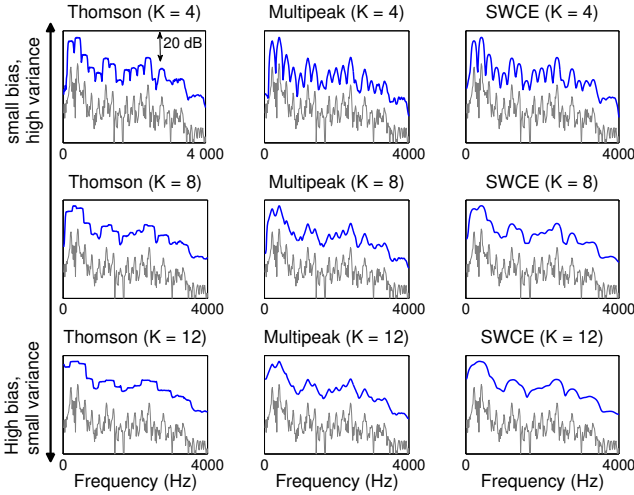 Thomson (K = 4)
Multipeak (K = 4)
SWCE (K = 4)
20 dB
small bias,
high variance
0
4 000
0
4000
0
4000
Thomson (K = 8)
Multipeak (K = 8)
SWCE (K = 8)
0
4000
0
4000
0
4000
Thomson (K = 12)
Multipeak (K = 12)
SWCE (K = 12)
High bias,
small variance
0
4000
0
4000
0
4000
Frequency (Hz)
Frequency (Hz)
Frequency (Hz)